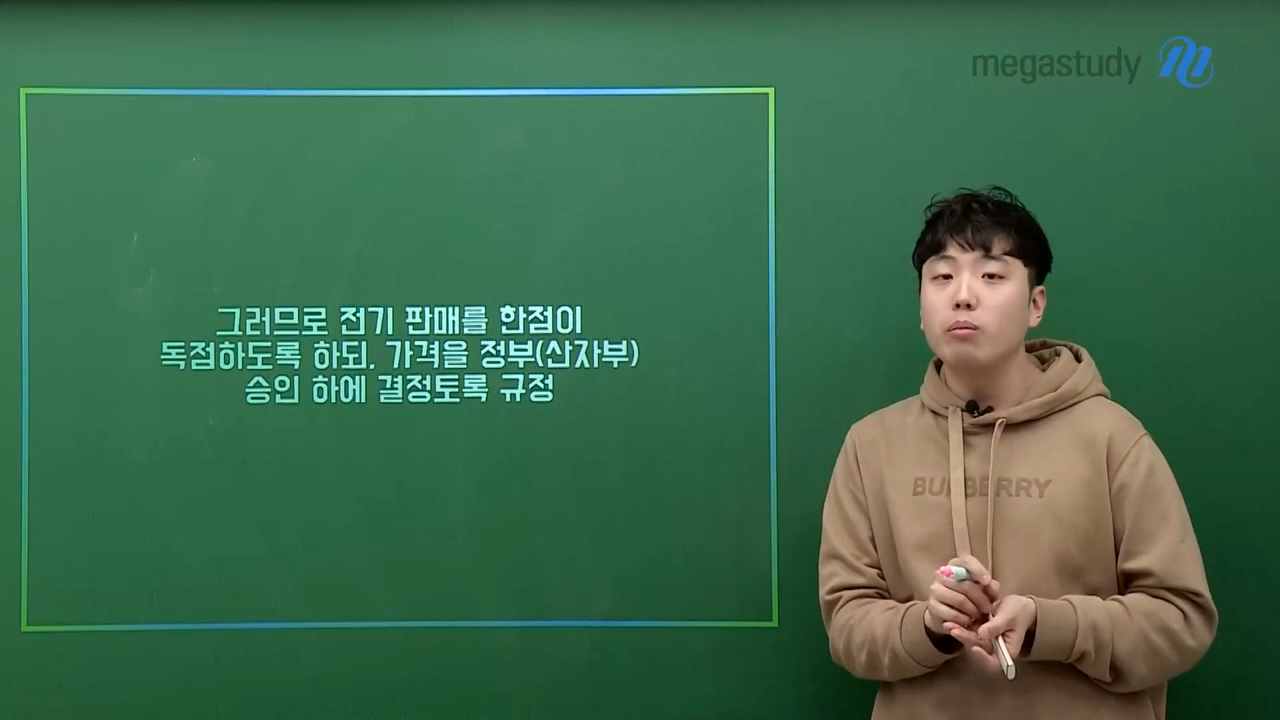 megastudy
그러므로 전기 판매를 한점이
독점하도록 하되, 가격을 정부(산자부)
승인 하에 결정토록 규정
BURBERRY